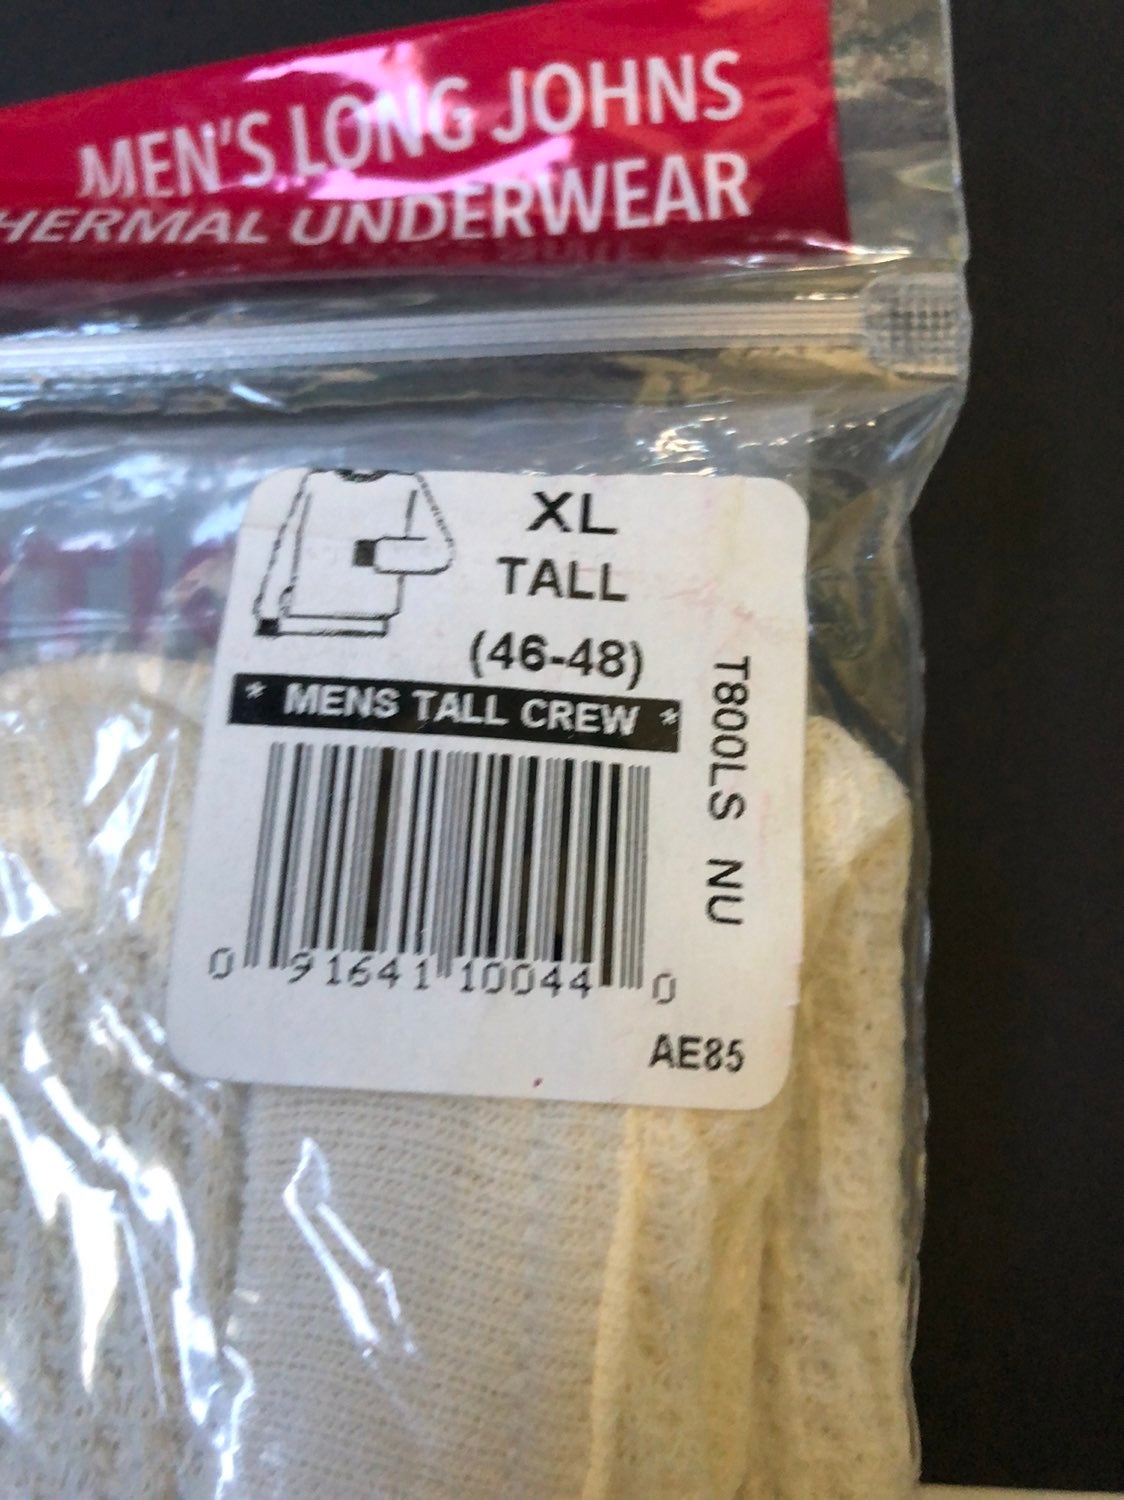 MEN'S LONG JOHNS
HERMAL UNDERWEAR
XL
TALL
(46-48)
* MENS TALL CREW *
T800LS NU
0 91641 10044 0
AE85